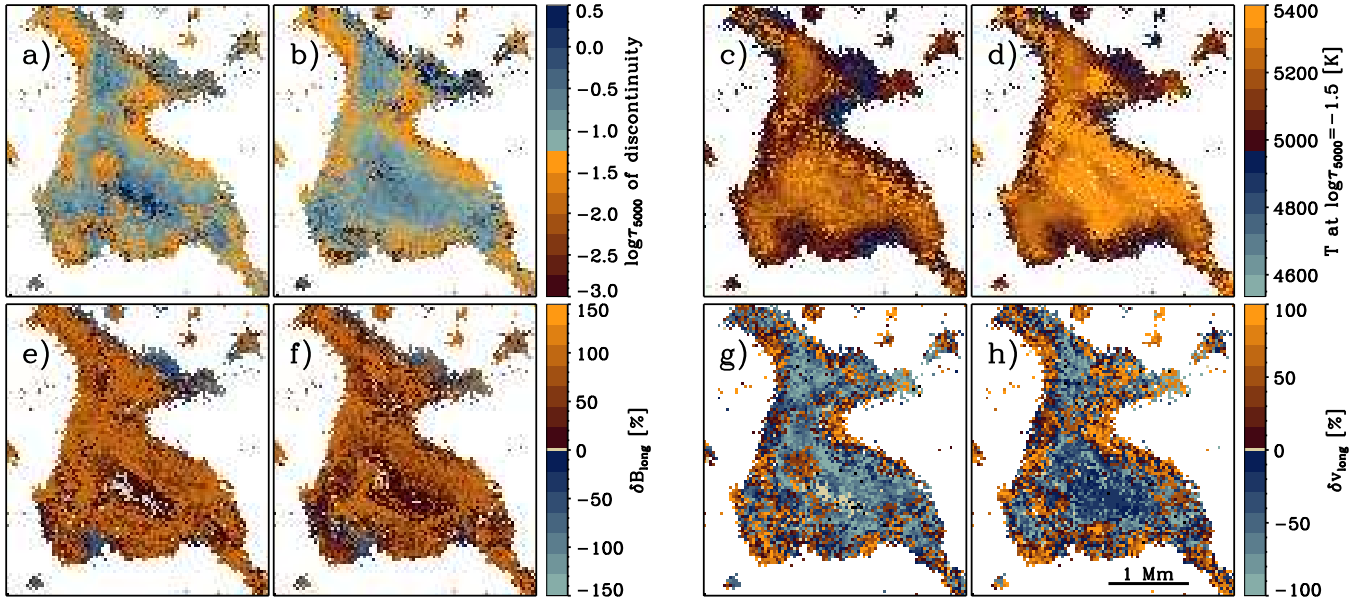 a)
b)
0.5
0.0
−0.5
−1.0
−1.5
−2.0
−2.5
−3.0
logτ5000 of discontinuity
c)
d)
5400
5200
5000
4800
4600
T at logτ5000=−1.5 [K]
e)
f)
150
100
50
0
−50
−100
−150
δBlong [%]
g)
h)
1 Mm
100
50
0
−50
−100
δvlong [%]